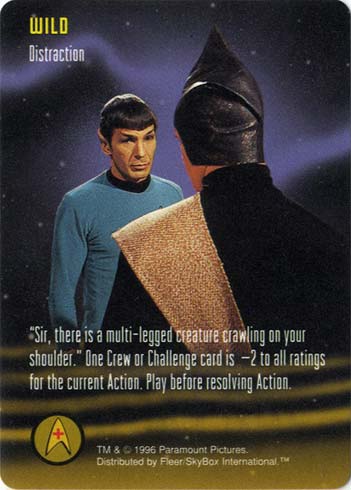 WILD
Distraction
“Sir, there is a multi-legged creature crawling on your
shoulder.” One Crew or Challenge card is –2 to all ratings
for the current Action. Play before resolving Action.
TM & © 1996 Paramount Pictures.
Distributed by Fleer/SkyBox International.™